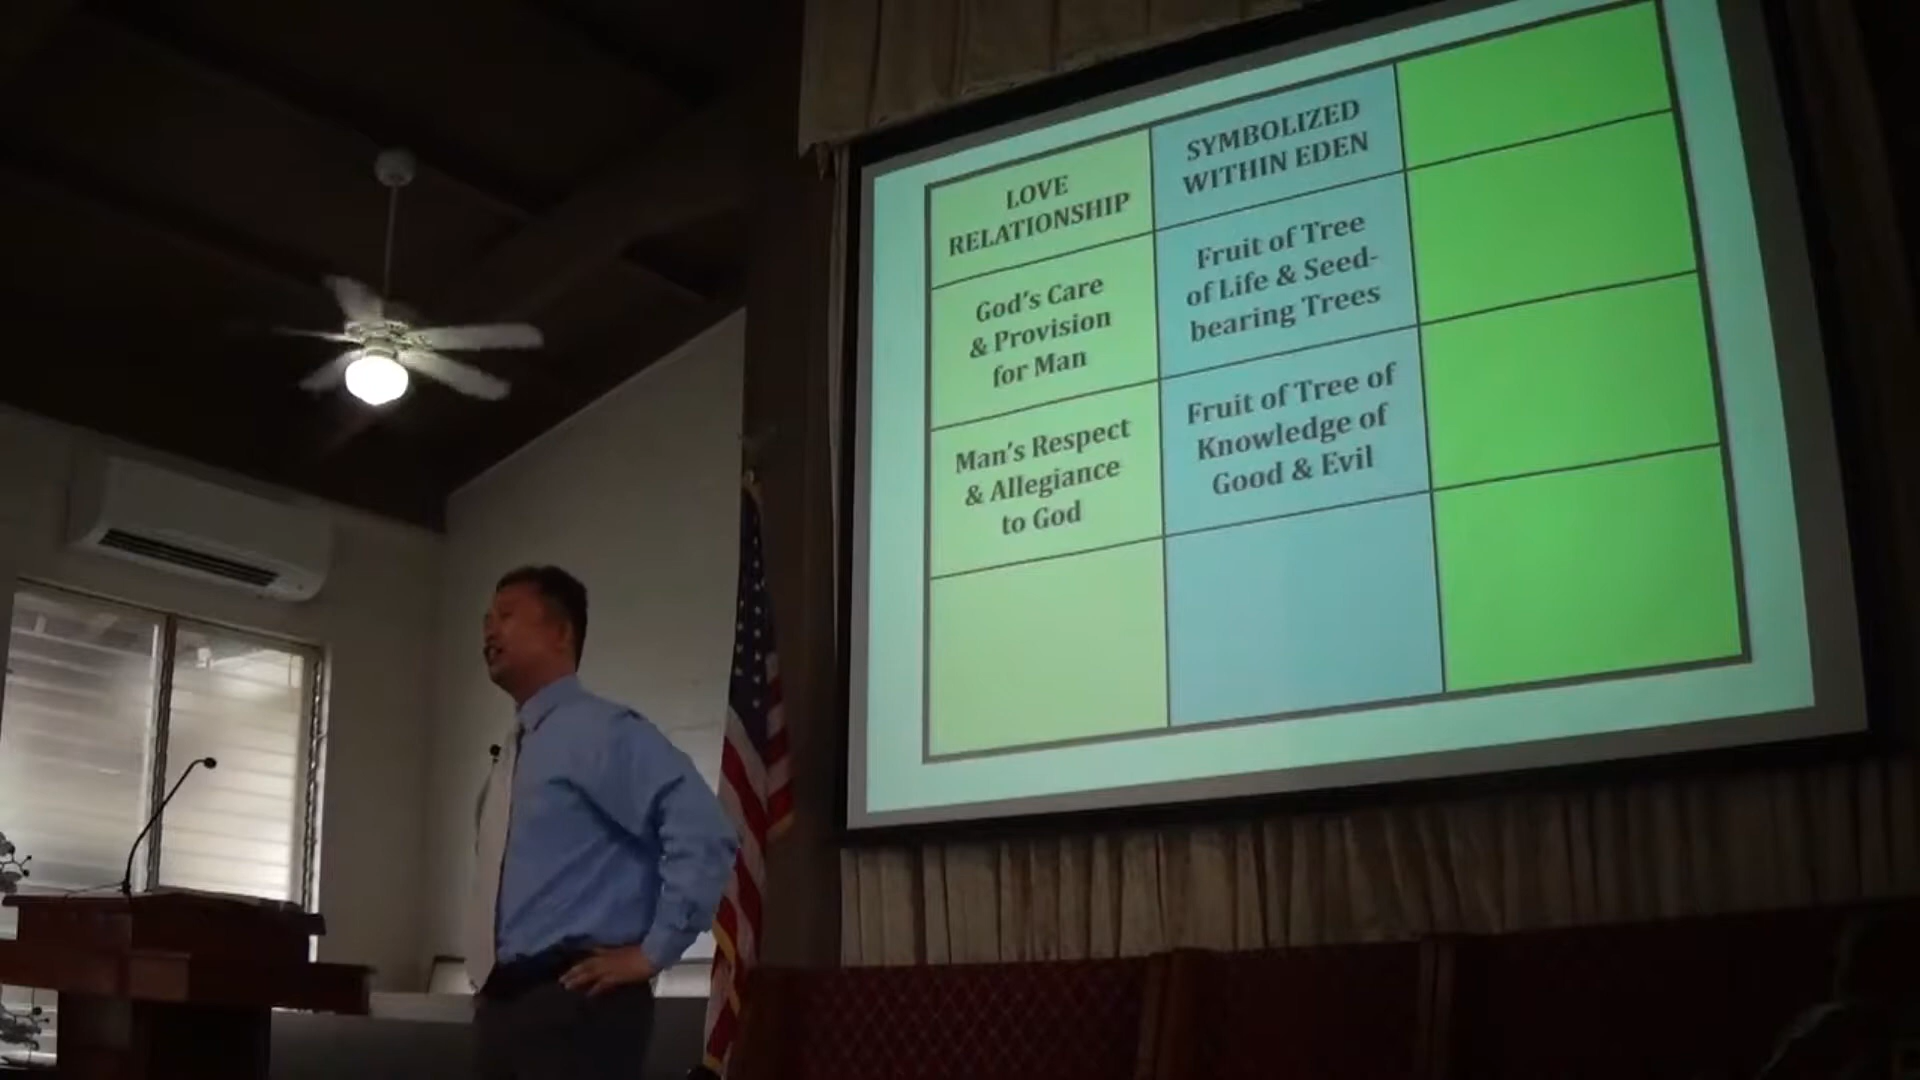 LOVE
RELATIONSHIP
SYMBOLIZED
WITHIN EDEN
God's Care
& Provision
for Man
Fruit of Tree
of Life & Seed-
bearing Trees
Man's Respect
& Allegiance
to God
Fruit of Tree of
Knowledge of
Good & Evil